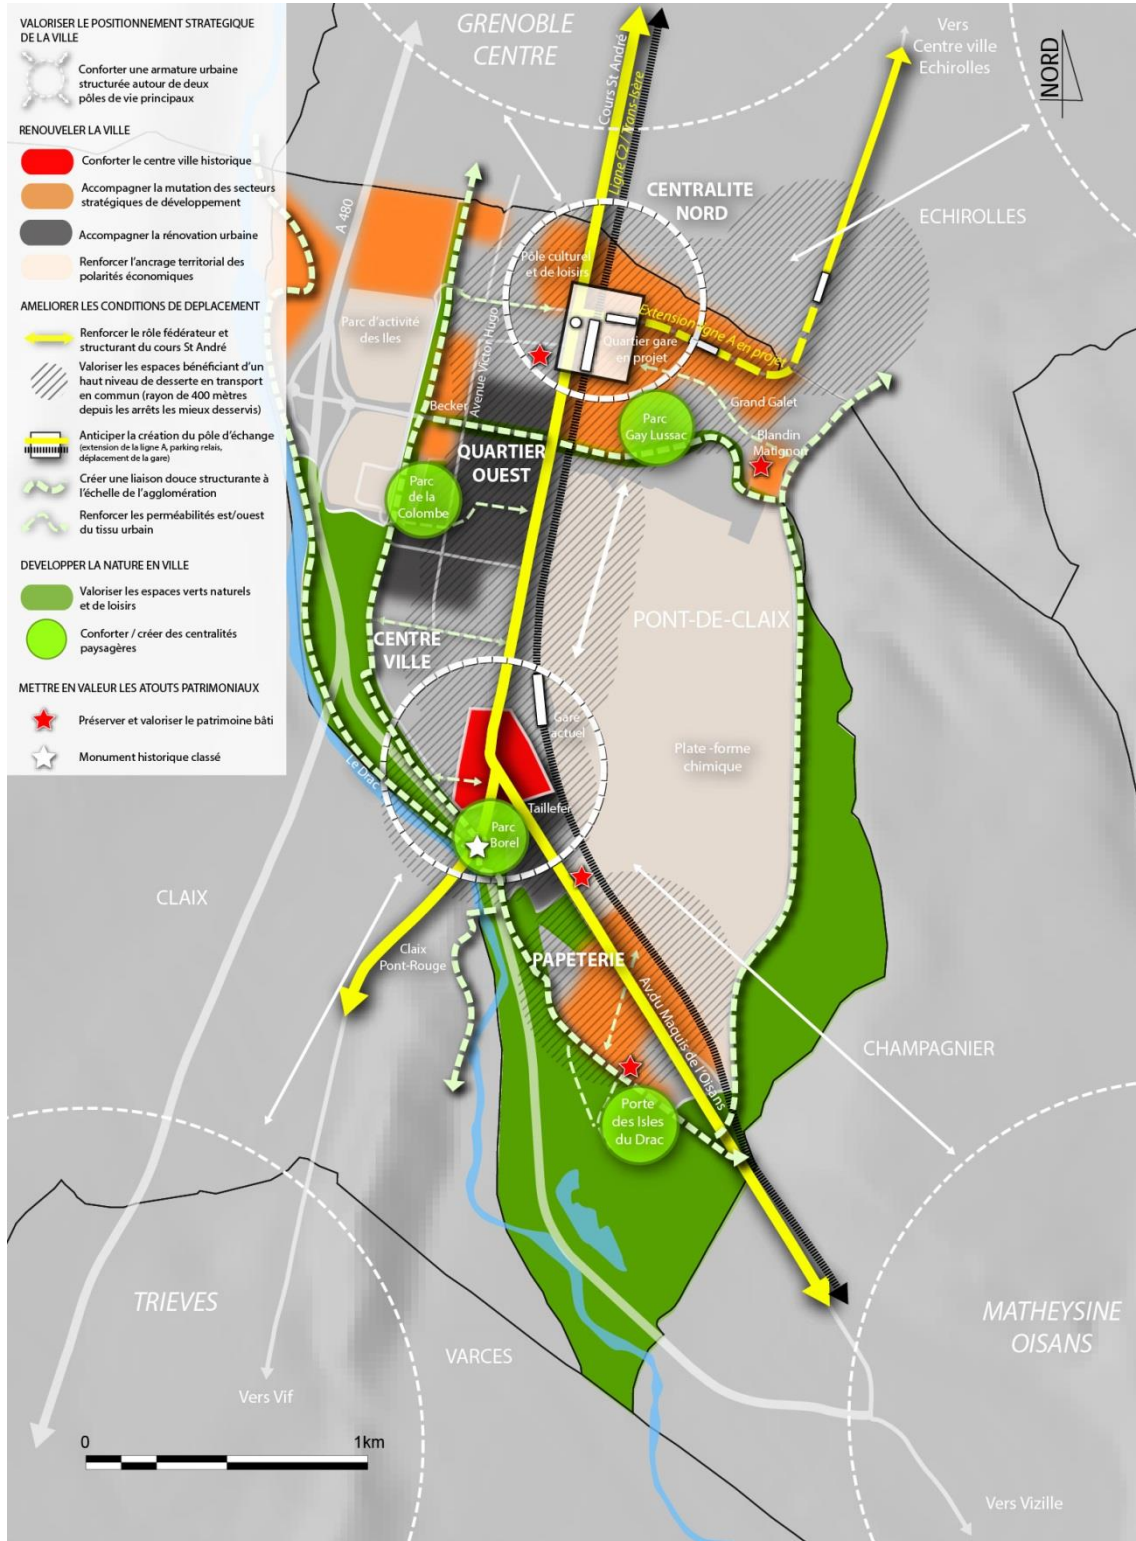 VALORISER LE POSITIONNEMENT STRATEGIQUE
DE LA VILLE
Conforter une armature urbaine
structurée autour de deux
pôles de vie principaux
RENOUVELER LA VILLE
Conforter le centre ville historique
Accompagner la mutation des secteurs
stratégiques de développement
Accompagner la rénovation urbaine
Renforcer l'ancrage territorial des
polarités économiques
AMELIORER LES CONDITIONS DE DEPLACEMENT
Renforcer le rôle fédérateur et
structurant du cours St André
Valoriser les espaces bénéficiant d'un
haut niveau de desserte en transport
en commun (rayon de 400 mètres
depuis les arrêts les mieux desservis)
Anticiper la création du pôle d'échange
(extension de la ligne A, parking relais,
déplacement de la gare)
Créer une liaison douce structurante à
l'échelle de l'agglomération
Renforcer les perméabilités est/ouest
du tissu urbain
DEVELOPPER LA NATURE EN VILLE
Valoriser les espaces verts naturels
et de loisirs
Conforter / créer des centralités
paysagères
METTRE EN VALEUR LES ATOUTS PATRIMONIAUX
Préserver et valoriser le patrimoine bâti
Monument historique classé
GRENOBLE
CENTRE
Cours St André
Ligne C2 / Trans-Isère
Vers
Centre ville
Echirolles
NORD
CENTRALITE
NORD
ECHIROLLES
A 480
Pôle culturel
et de loisirs
Parc d'activité
des Iles
Avenue Victor Hugo
Quartier gare
en projet
Extension ligne A en projet
Becker
Grand Galet
Parc
Gay Lussac
Blandin
Matignon
QUARTIER
OUEST
Parc
de la
Colombe
PONT-DE-CLAIX
CENTRE
VILLE
Gare
actuel
Plate -forme
chimique
Le Drac
Taillefer
Parc
Borel
CLAIX
Claix
Pont-Rouge
PAPETERIE
Av.du Maquis de l'Oisans
CHAMPAGNIER
Porte
des Isles
du Drac
TRIEVES
MATHEYSINE
OISANS
VARCES
Vers Vif
0
1km
Vers Vizille